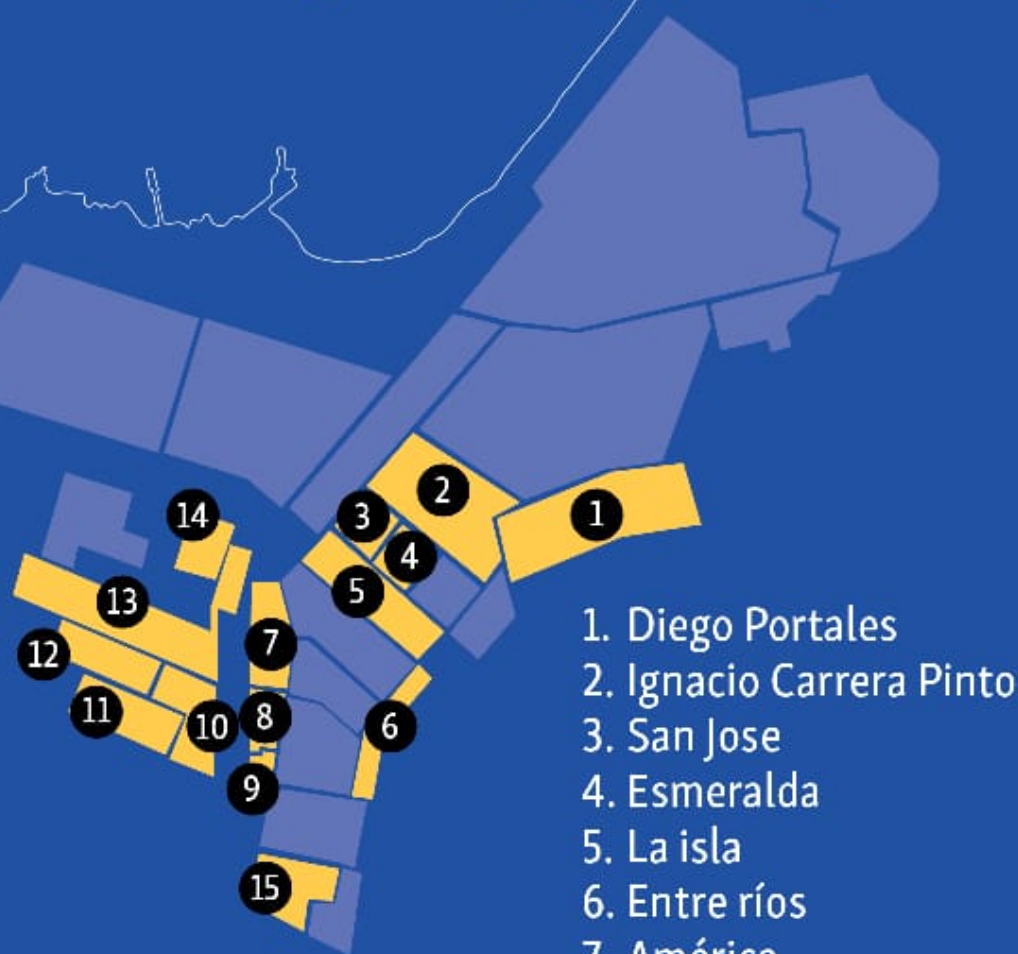 1
2
3
4
5
6
7
8
9
10
11
12
13
14
15
1. Diego Portales
2. Ignacio Carrera Pinto
3. San Jose
4. Esmeralda
5. La isla
6. Entre ríos